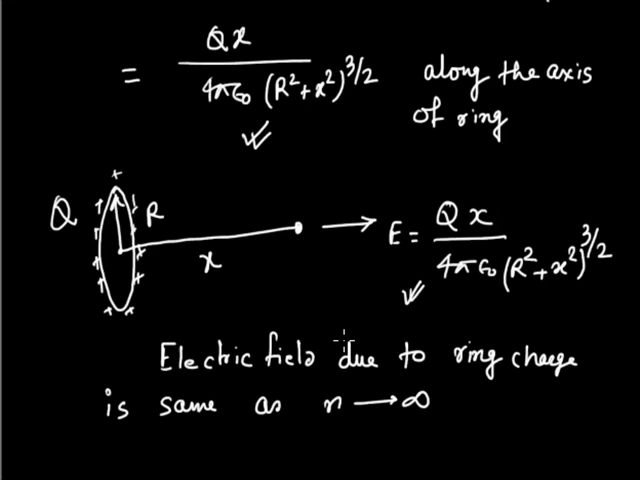 = Qx / 4πε₀ (R²+x²)^3/2 along the axis
of ring
Q R x → E = Qx / 4πε₀ (R²+x²)^3/2
Electric field due to ring charge
is same as n → ∞